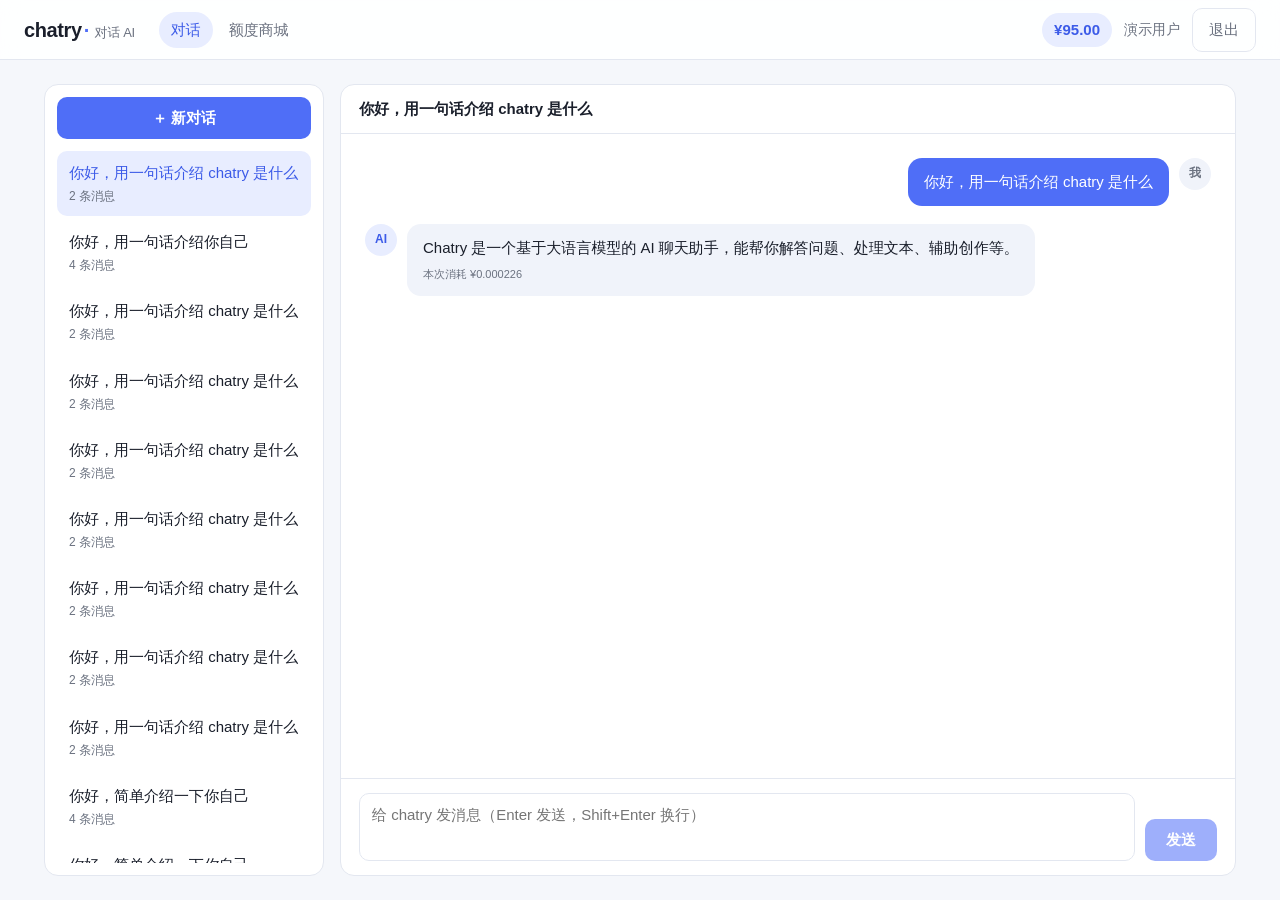 chatry · 对话 AI
对话
额度商城
¥95.00
演示用户
退出
＋ 新对话
你好，用一句话介绍 chatry 是什么
2 条消息
你好，用一句话介绍你自己
4 条消息
你好，用一句话介绍 chatry 是什么
2 条消息
你好，用一句话介绍 chatry 是什么
2 条消息
你好，用一句话介绍 chatry 是什么
2 条消息
你好，用一句话介绍 chatry 是什么
2 条消息
你好，用一句话介绍 chatry 是什么
2 条消息
你好，用一句话介绍 chatry 是什么
2 条消息
你好，用一句话介绍 chatry 是什么
2 条消息
你好，简单介绍一下你自己
4 条消息
你好，简单介绍一下你自己
你好，用一句话介绍 chatry 是什么
你好，用一句话介绍 chatry 是什么
我
AI
Chatry 是一个基于大语言模型的 AI 聊天助手，能帮你解答问题、处理文本、辅助创作等。
本次消耗 ¥0.000226
给 chatry 发消息（Enter 发送，Shift+Enter 换行）
发送